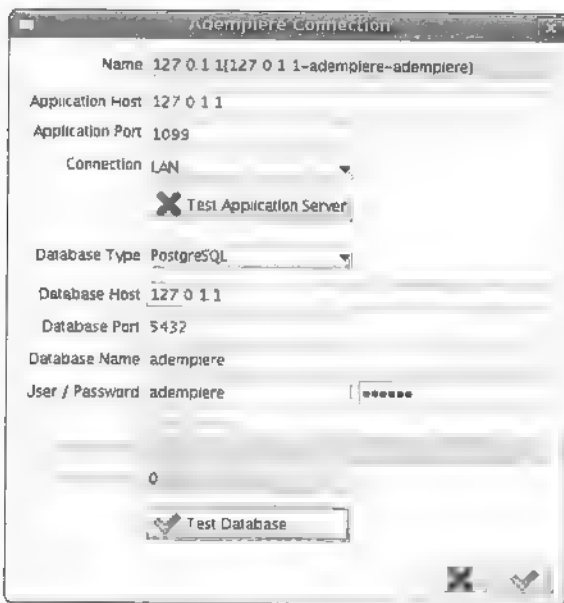 Adempiere Connection
Name 127.0.1.1{127.0.1.1-adempiere-adempiere}
Application Host 127.0.1.1
Application Port 1099
Connection LAN
Test Application Server
Database Type PostgreSQL
Database Host 127.0.1.1
Database Port 5432
Database Name adempiere
User / Password adempiere ••••••
0
Test Database